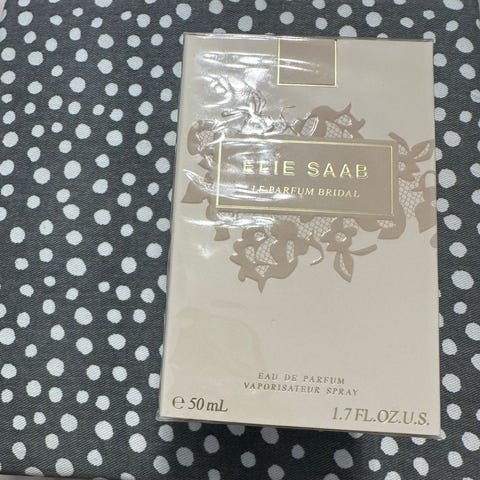 ELIE SAAB
LE PARFUM BRIDAL
EAU DE PARFUM
VAPORISATEUR SPRAY
℮ 50 mL
1.7 FL.OZ.U.S.